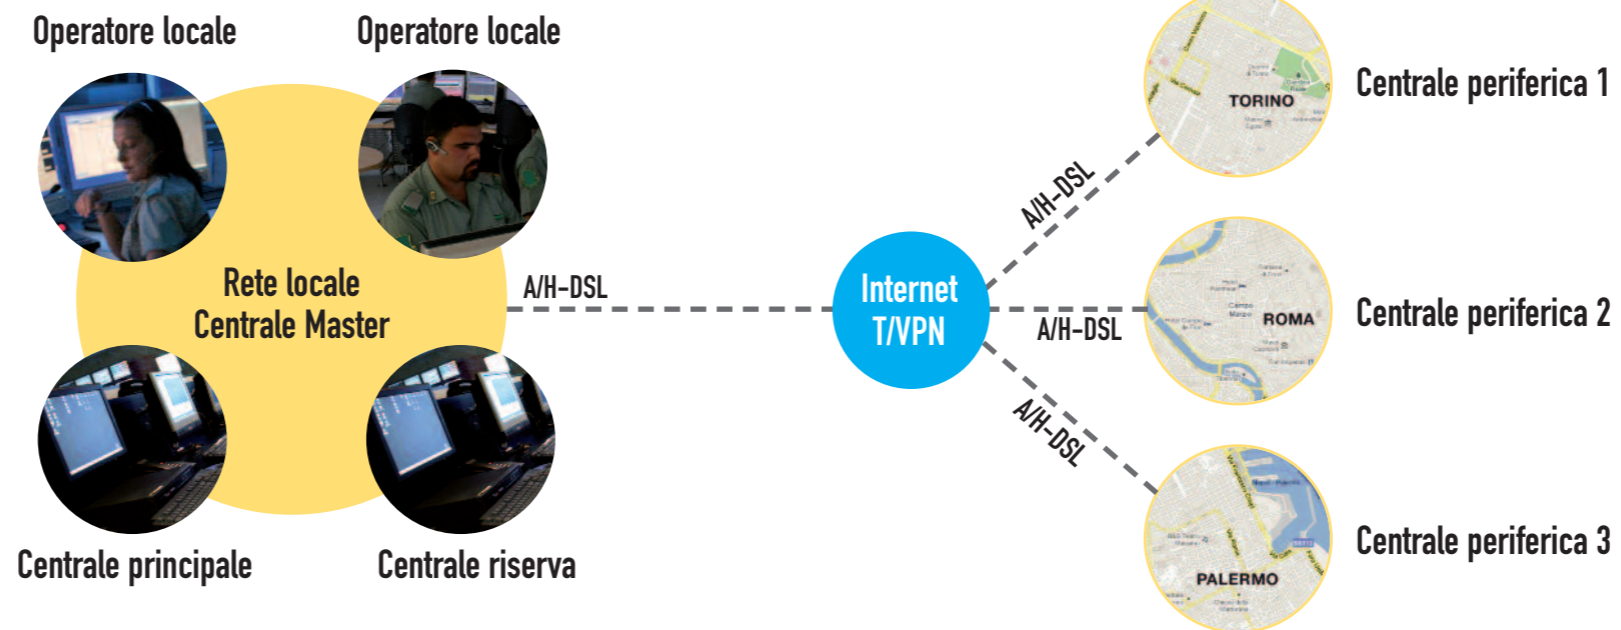 Operatore locale
Operatore locale
Rete locale
Centrale Master
Centrale principale
Centrale riserva
A/H-DSL
Internet
T/VPN
A/H-DSL
A/H-DSL
A/H-DSL
TORINO
Centrale periferica 1
ROMA
Centrale periferica 2
PALERMO
Centrale periferica 3